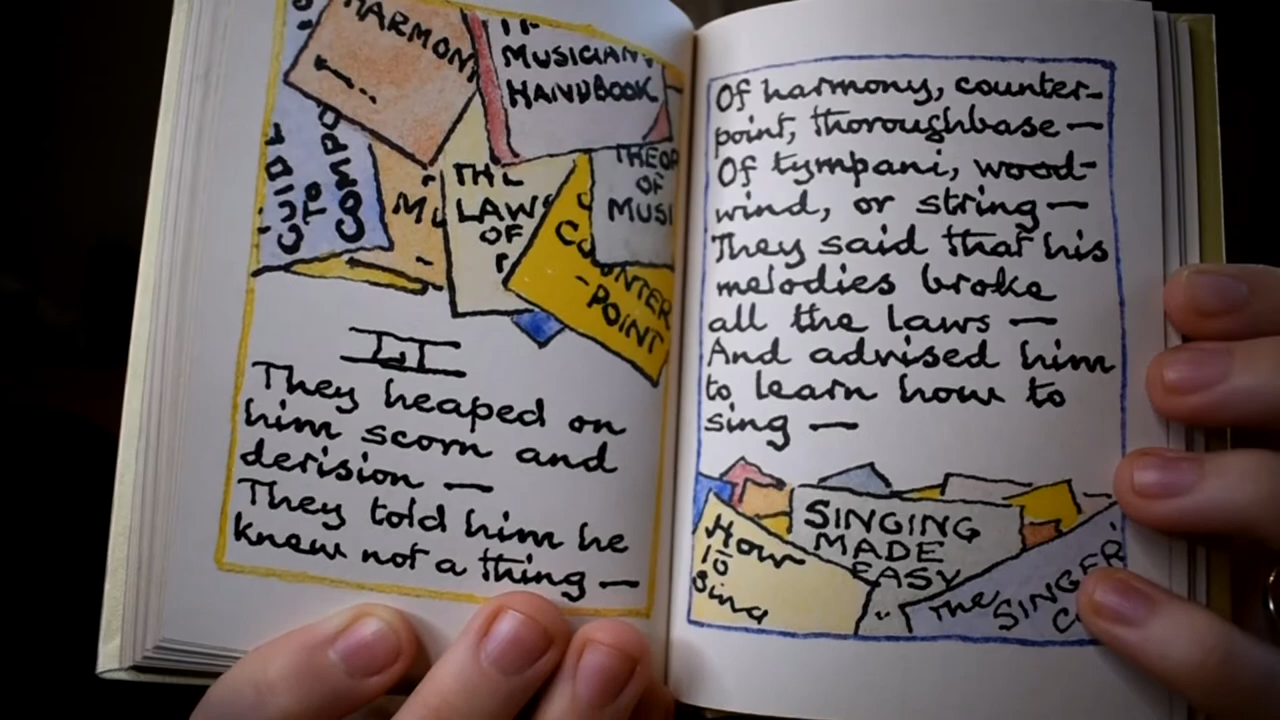 HARMONY
MUSICIAN'S
HANDBOOK
GUIDE
TO
COMPO
THE
LAWS
OF
THEOR
OF
MUSI
COUNTER
-POINT
II
They heaped on
him scorn and
derision —
They told him he
knew not a thing —
Of harmony, counter-
point, thoroughbase —
Of tympani, wood-
wind, or string —
They said that his
melodies broke
all the laws —
And advised him
to learn how to
sing —
How
to
Sing
SINGING
MADE
EASY
The SINGER'S